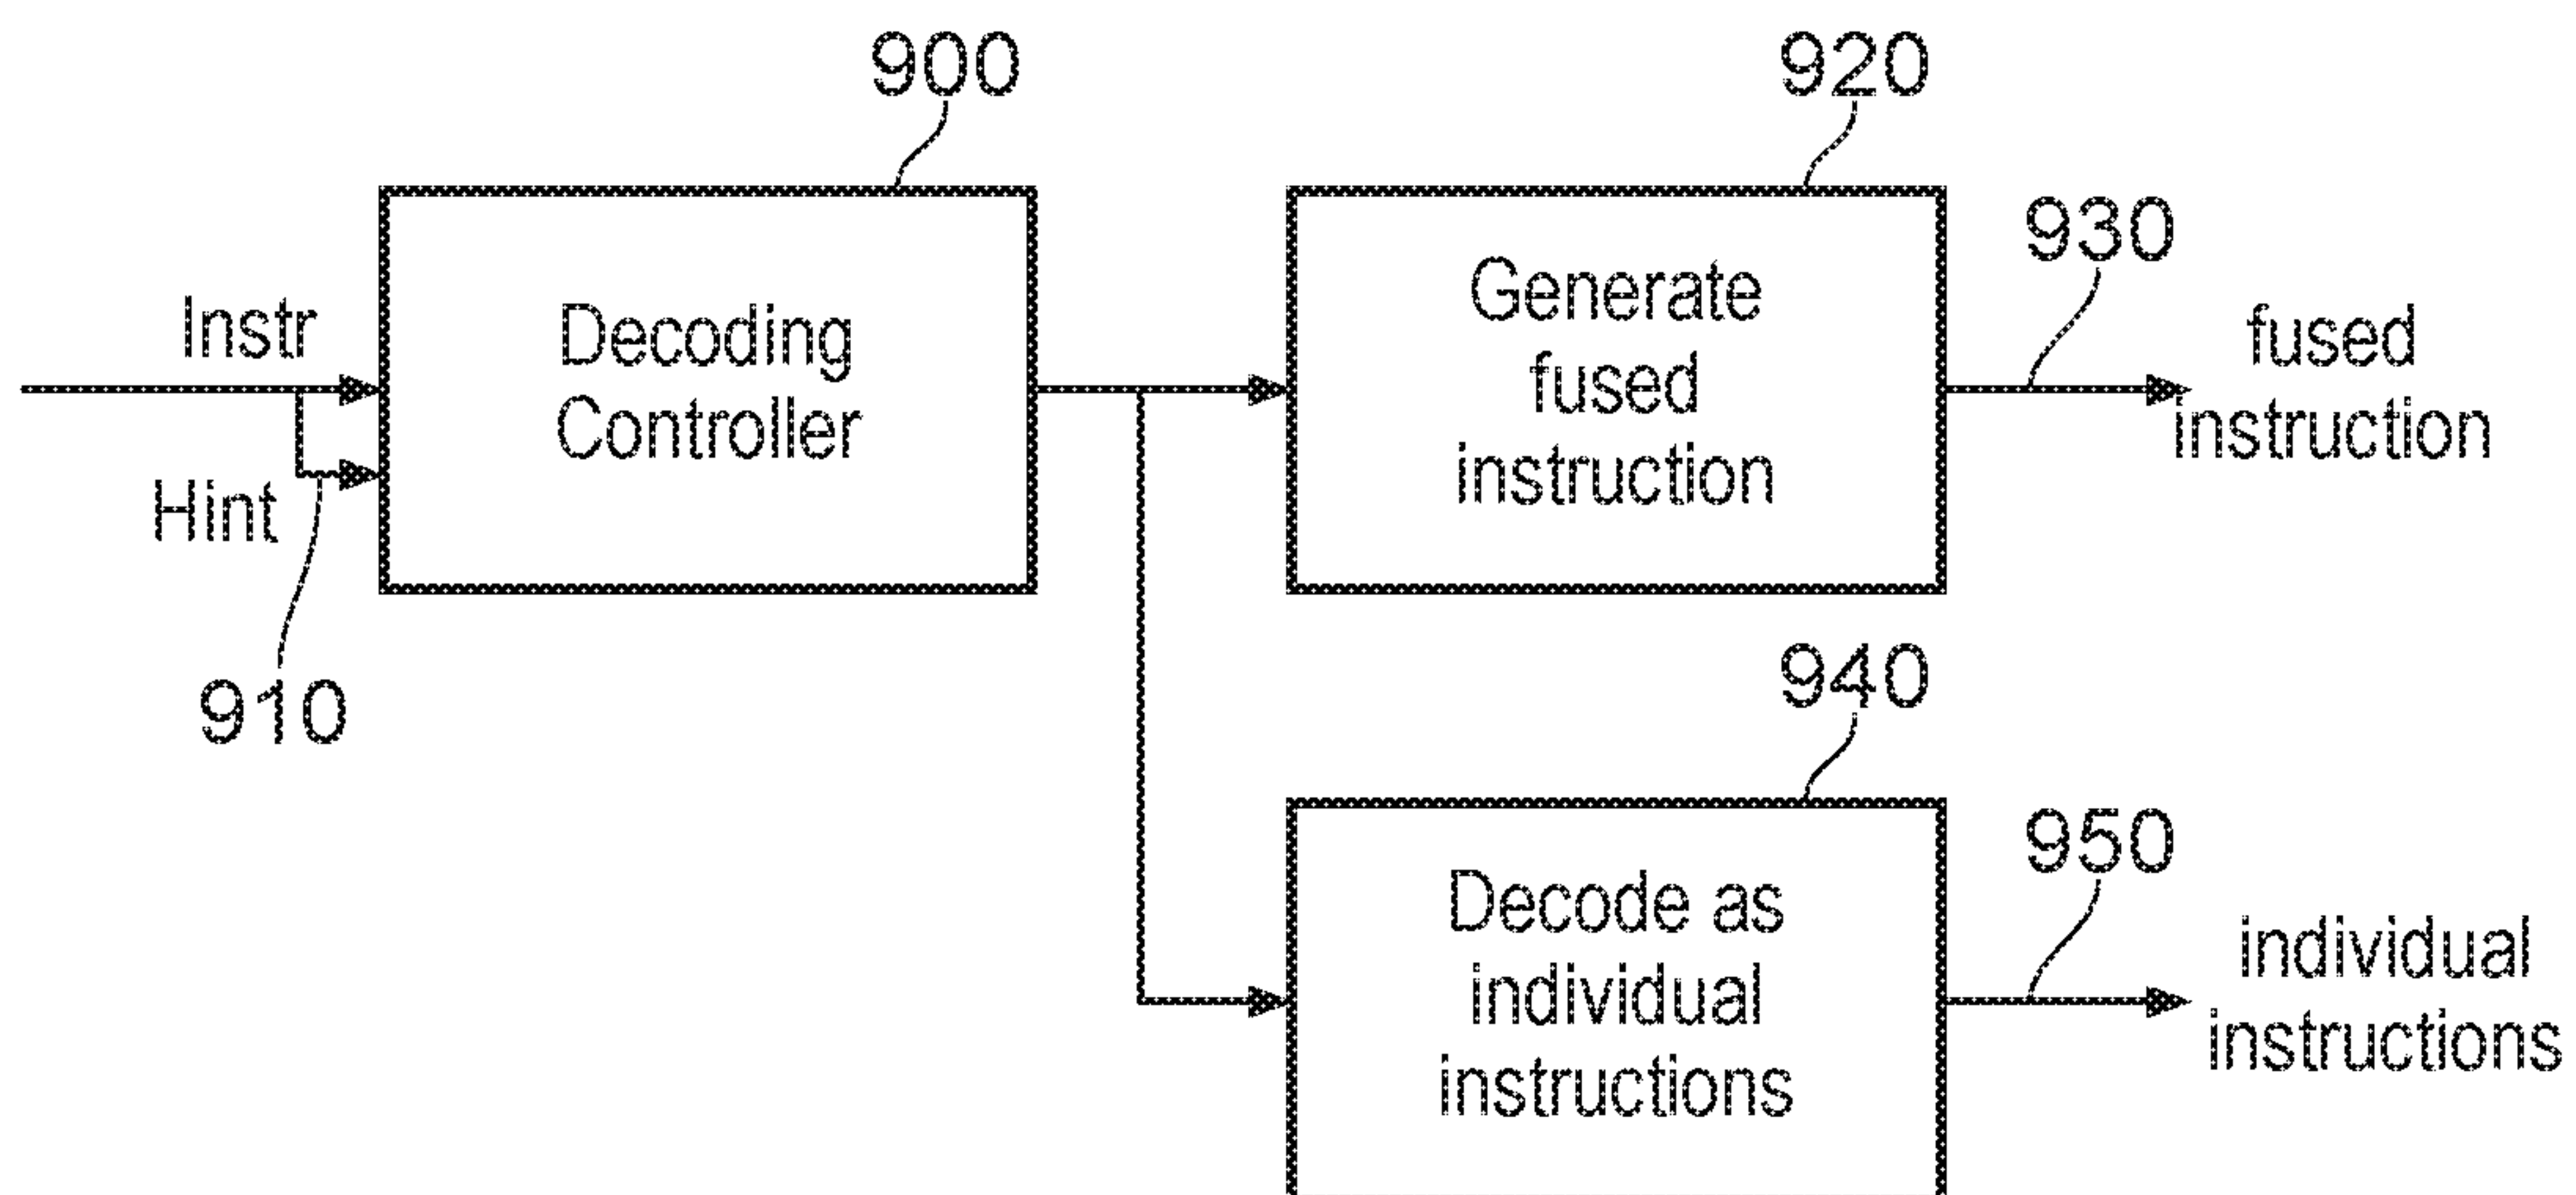 900
920
930
Instr
Decoding
Controller
Generate
fused
instruction
fused
instruction
Hint
910
940
950
Decode as
individual
instructions
individual
instructions